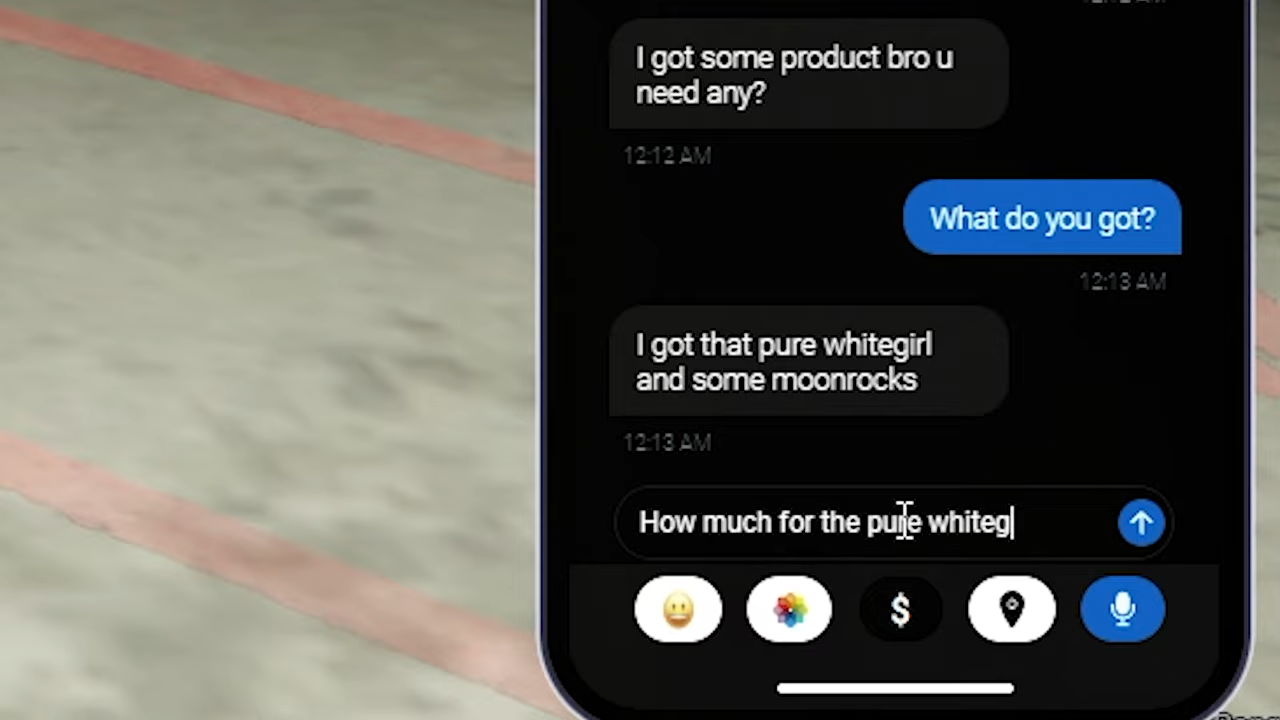 I got some product bro u
need any?
12:12 AM
What do you got?
12:13 AM
I got that pure whitegirl
and some moonrocks
12:13 AM
How much for the pure whiteg
$